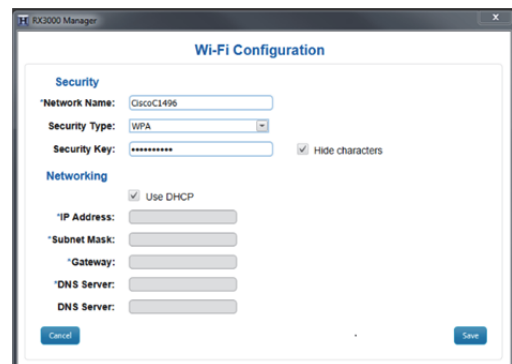 RX3000 Manager
Wi-Fi Configuration
Security
*Network Name: CiscoC1496
Security Type: WPA
Security Key: •••••••••• Hide characters
Networking
Use DHCP
*IP Address:
*Subnet Mask:
*Gateway:
*DNS Server:
DNS Server:
Cancel Save